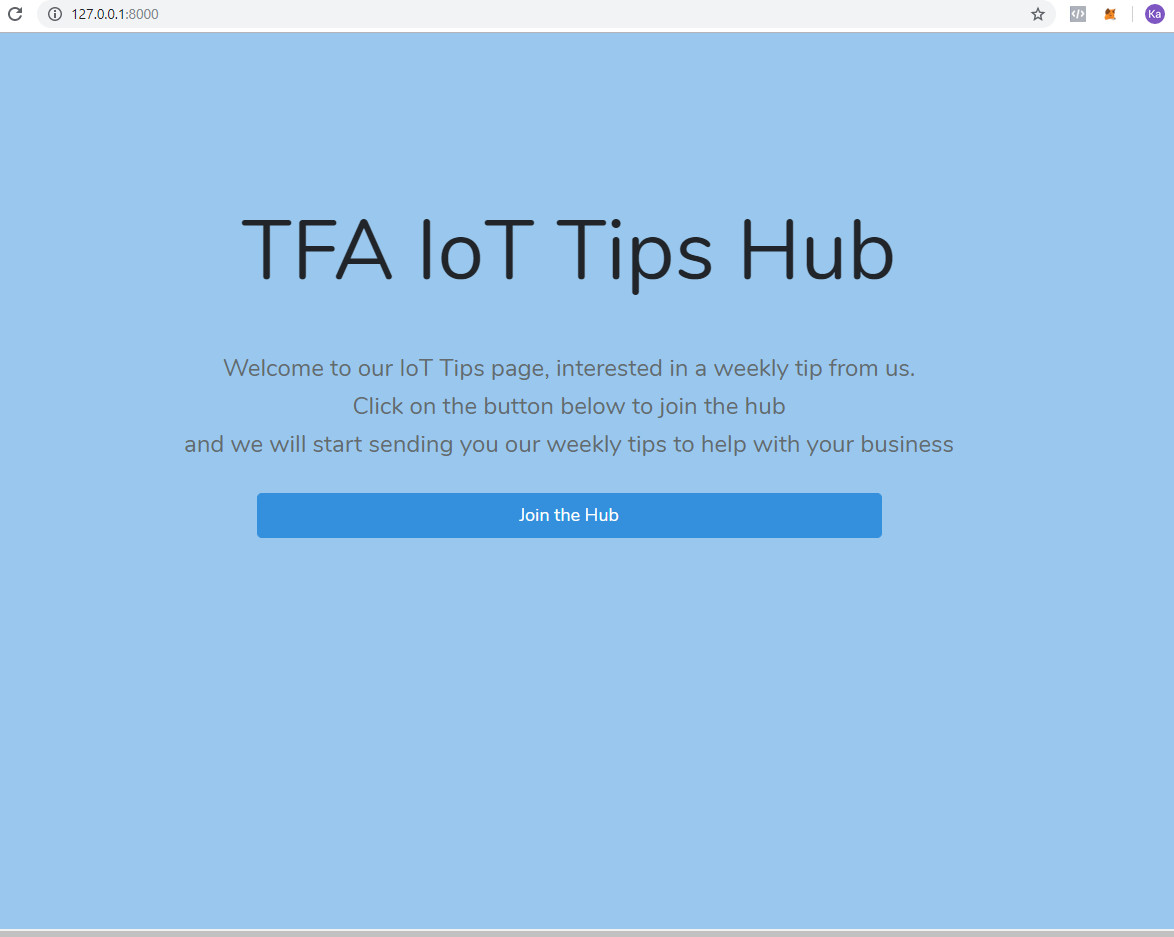 127.0.0.1:8000
Ka
TFA IoT Tips Hub
Welcome to our IoT Tips page, interested in a weekly tip from us.
Click on the button below to join the hub
and we will start sending you our weekly tips to help with your business
Join the Hub